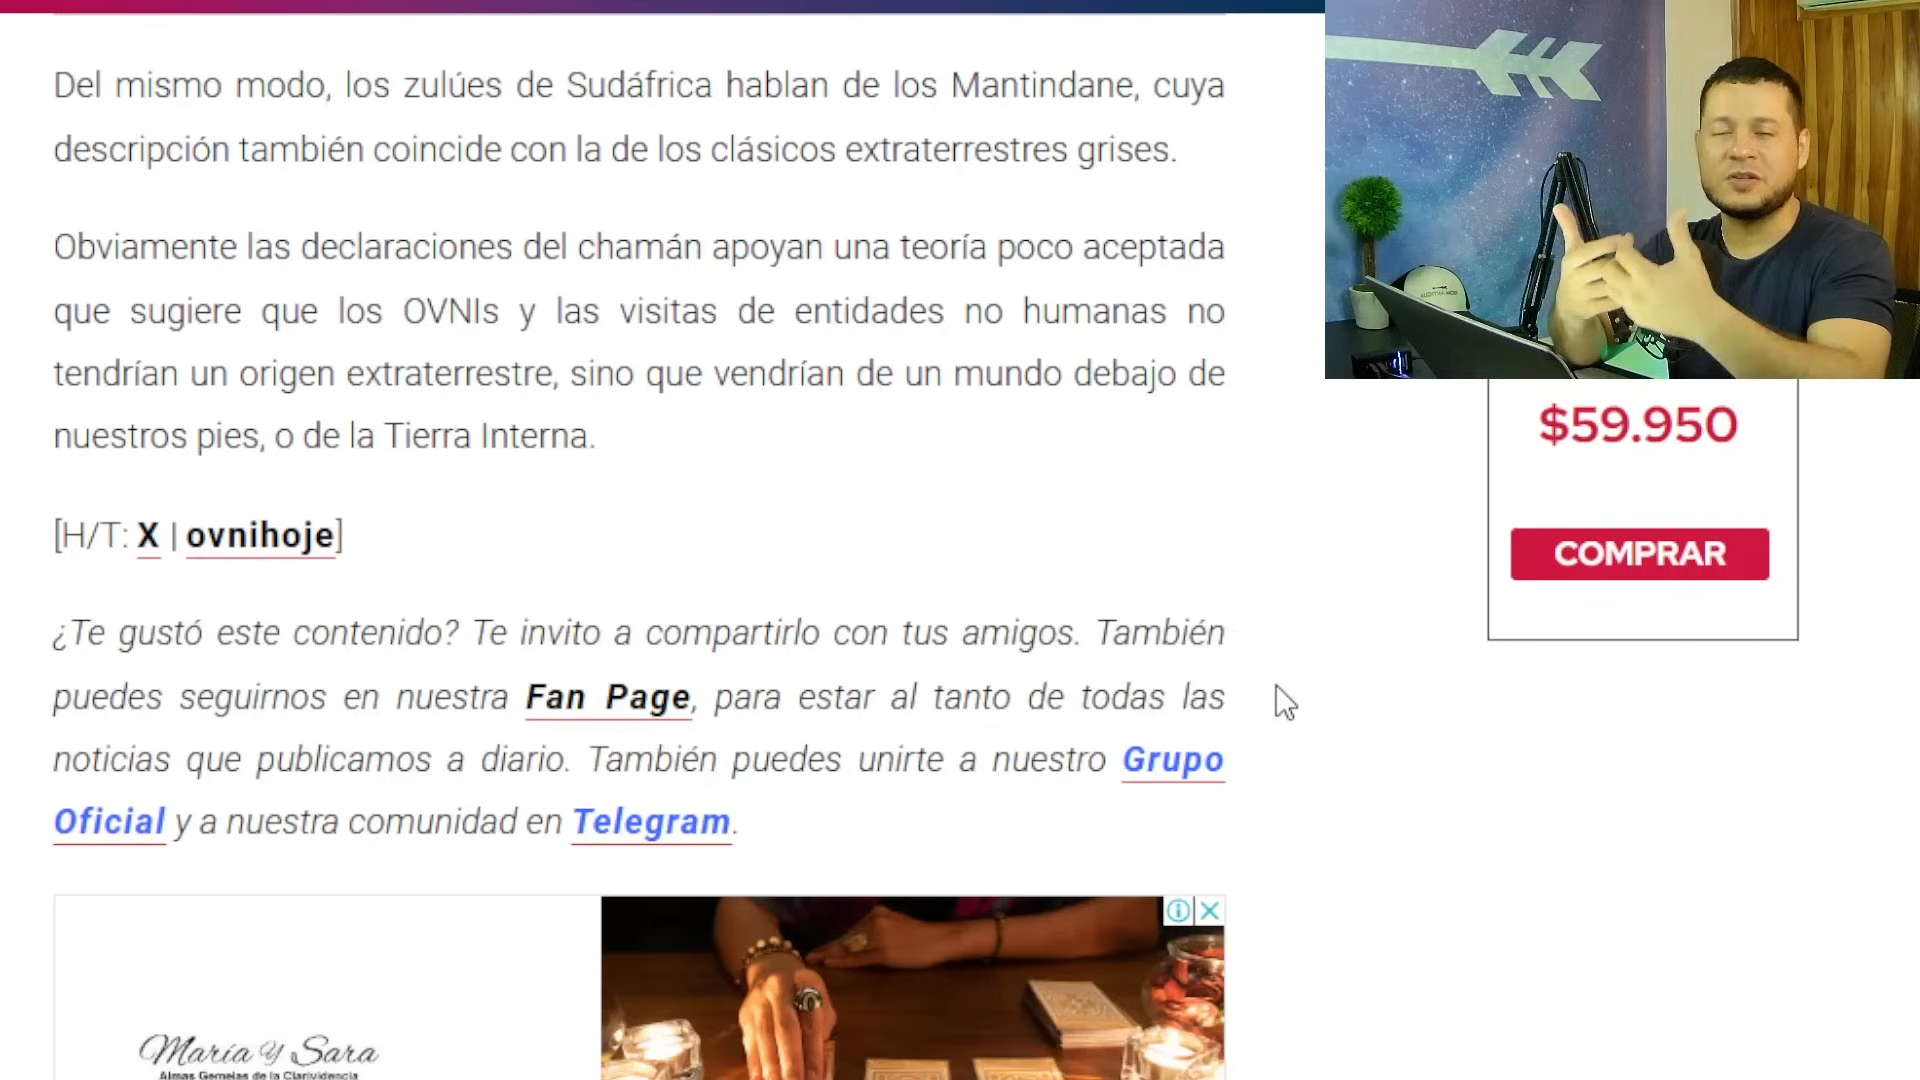 Del mismo modo, los zulúes de Sudáfrica hablan de los Mantindane, cuya
descripción también coincide con la de los clásicos extraterrestres grises.
Obviamente las declaraciones del chamán apoyan una teoría poco aceptada
que sugiere que los OVNIs y las visitas de entidades no humanas no
tendrían un origen extraterrestre, sino que vendrían de un mundo debajo de
nuestros pies, o de la Tierra Interna.
[H/T: X | ovnihoje]
¿Te gustó este contenido? Te invito a compartirlo con tus amigos. También
puedes seguirnos en nuestra Fan Page, para estar al tanto de todas las
noticias que publicamos a diario. También puedes unirte a nuestro Grupo
Oficial y a nuestra comunidad en Telegram.
$59.950
COMPRAR
María y Sara
Almas Gemelas de la Clarividencia